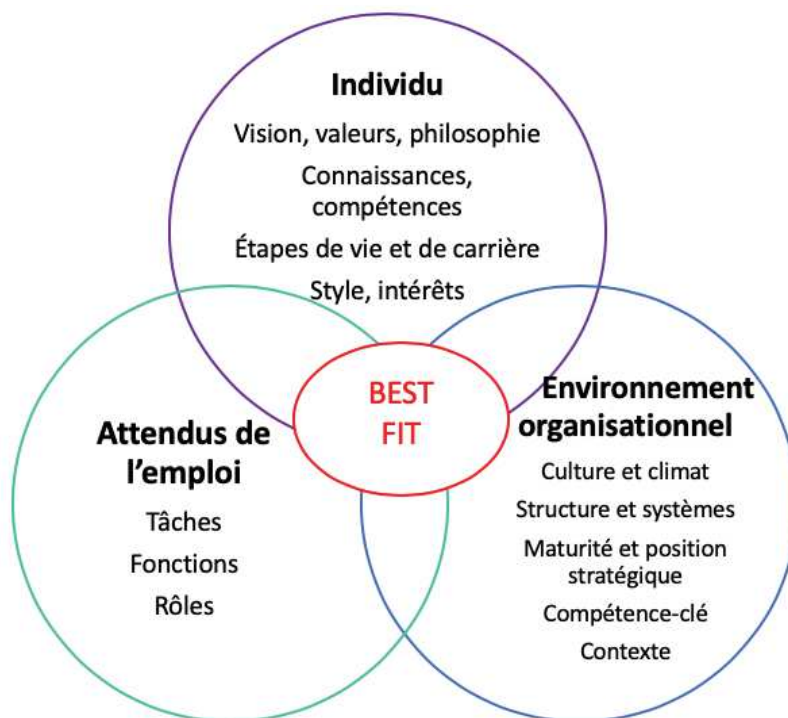 Individu
Vision, valeurs, philosophie
Connaissances,
compétences
Étapes de vie et de carrière
Style, intérêts
BEST
FIT
Attendus de
l’emploi
Tâches
Fonctions
Rôles
Environnement
organisationnel
Culture et climat
Structure et systèmes
Maturité et position
stratégique
Compétence-clé
Contexte